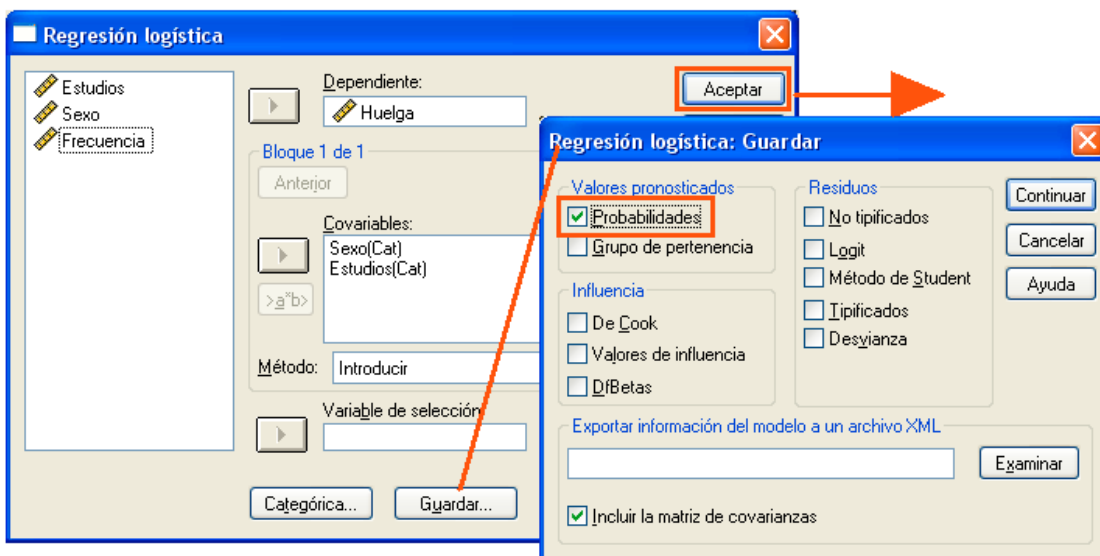 Regresión logística
Estudios
Sexo
Frecuencia
Dependiente:
Huelga
Aceptar
Bloque 1 de 1
Anterior
Covariables:
Sexo(Cat)
Estudios(Cat)
>a*b>
Método:
Introducir
Variable de selección
Categórica...
Guardar...
Regresión logística: Guardar
Valores pronosticados
Probabilidades
Grupo de pertenencia
Influencia
De Cook
Valores de influencia
DfBetas
Residuos
No tipificados
Logit
Método de Student
Tipificados
Desvianza
Continuar
Cancelar
Ayuda
Exportar información del modelo a un archivo XML
Examinar
Incluir la matriz de covarianzas